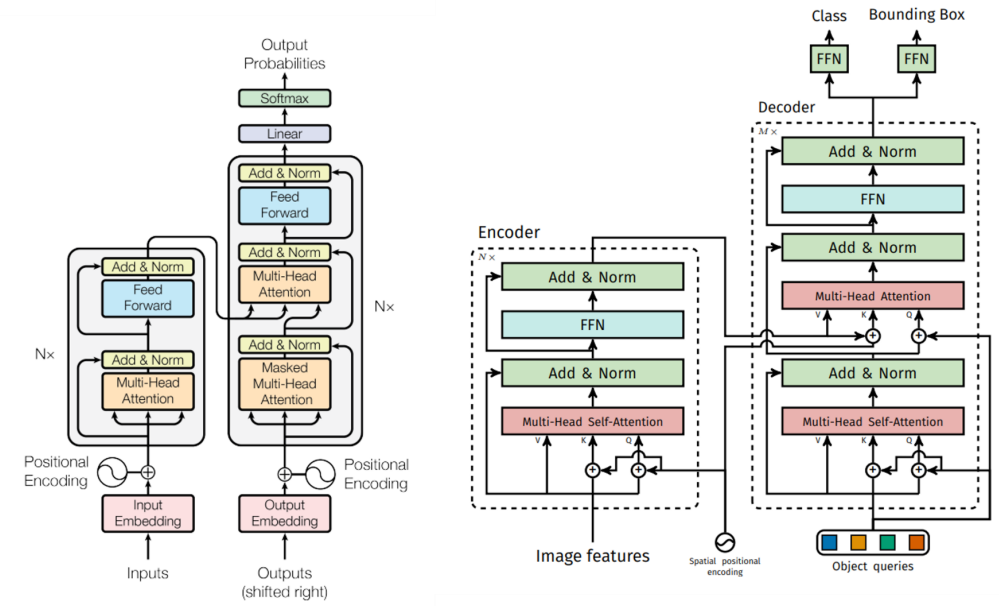 Output
Probabilities
Softmax
Linear
Add & Norm
Feed
Forward
Add & Norm
Multi-Head
Attention
Add & Norm
Masked
Multi-Head
Attention
Nx
Add & Norm
Feed
Forward
Add & Norm
Multi-Head
Attention
Nx
Positional
Encoding
Positional
Encoding
Input
Embedding
Output
Embedding
Inputs
Outputs
(shifted right)
Encoder
N×
Add & Norm
FFN
Add & Norm
Multi-Head Self-Attention
V K Q
Image features
Spatial positional
encoding
Class
Bounding Box
FFN
FFN
Decoder
M×
Add & Norm
FFN
Add & Norm
Multi-Head Attention
V K Q
Add & Norm
Multi-Head Self-Attention
V K Q
Object queries